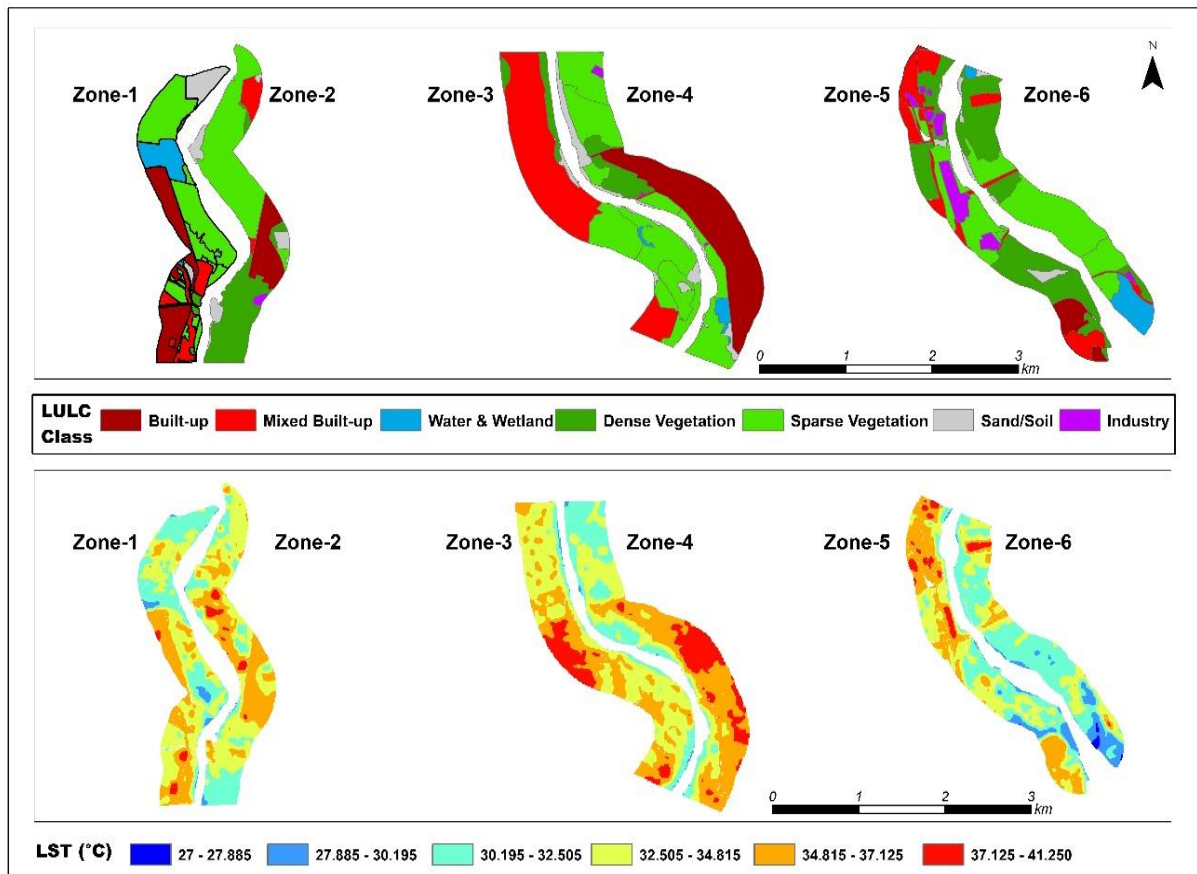 N
Zone-1
Zone-2
Zone-3
Zone-4
Zone-5
Zone-6
0 1 2 3
km
LULC Class
Built-up
Mixed Built-up
Water & Wetland
Dense Vegetation
Sparse Vegetation
Sand/Soil
Industry
Zone-1
Zone-2
Zone-3
Zone-4
Zone-5
Zone-6
0 1 2 3
km
LST (°C)
27 - 27.885
27.885 - 30.195
30.195 - 32.505
32.505 - 34.815
34.815 - 37.125
37.125 - 41.250